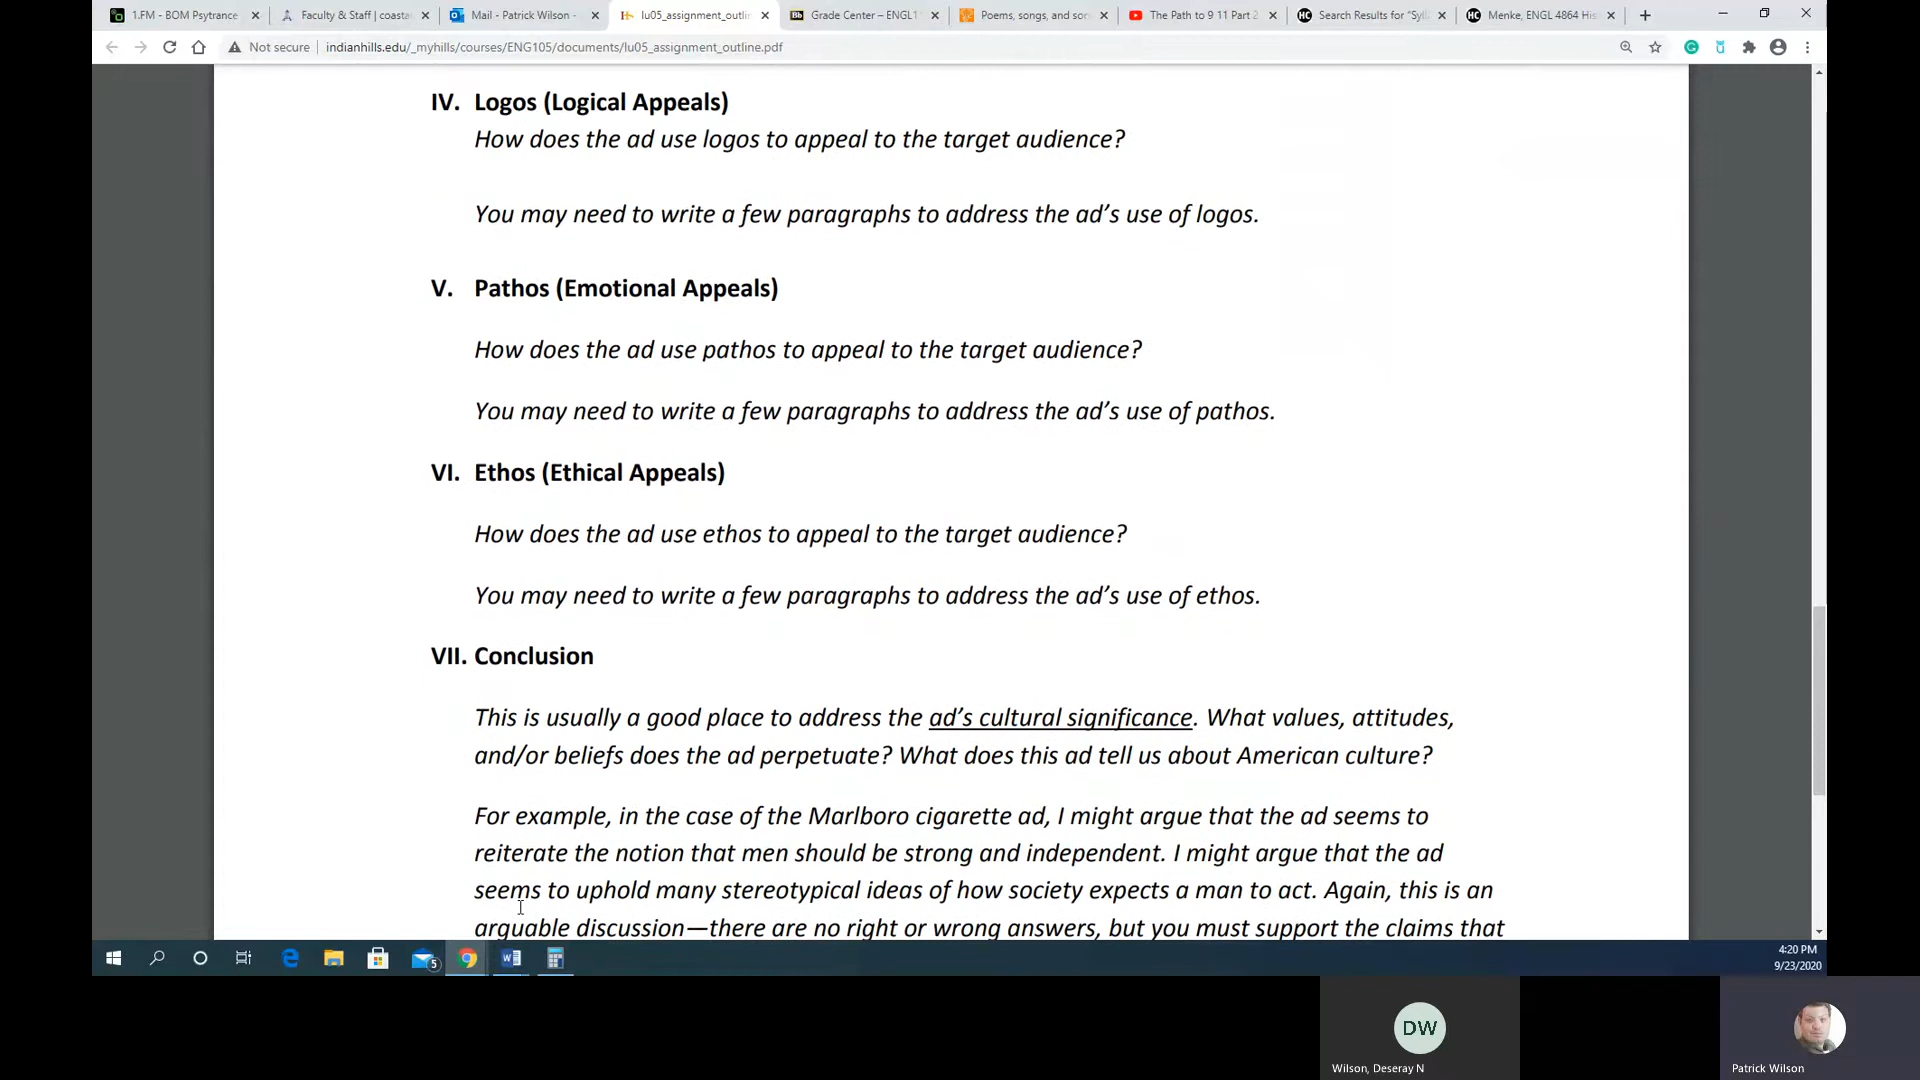 1.FM - BOM Psytrance
Faculty & Staff | coasta
Mail - Patrick Wilson -
lu05_assignment_outlin
Grade Center – ENGL1
Poems, songs, and so
The Path to 9 11 Part 2
Search Results for "Syl
Menke, ENGL 4864 His
Not secure | indianhills.edu/_myhills/courses/ENG105/documents/lu05_assignment_outline.pdf
IV. Logos (Logical Appeals)
How does the ad use logos to appeal to the target audience?
You may need to write a few paragraphs to address the ad’s use of logos.
V. Pathos (Emotional Appeals)
How does the ad use pathos to appeal to the target audience?
You may need to write a few paragraphs to address the ad’s use of pathos.
VI. Ethos (Ethical Appeals)
How does the ad use ethos to appeal to the target audience?
You may need to write a few paragraphs to address the ad’s use of ethos.
VII. Conclusion
This is usually a good place to address the ad’s cultural significance. What values, attitudes,
and/or beliefs does the ad perpetuate? What does this ad tell us about American culture?
For example, in the case of the Marlboro cigarette ad, I might argue that the ad seems to
reiterate the notion that men should be strong and independent. I might argue that the ad
seems to uphold many stereotypical ideas of how society expects a man to act. Again, this is an
arguable discussion—there are no right or wrong answers, but you must support the claims that
5
4:20 PM
9/23/2020
DW
Wilson, Deseray N
Patrick Wilson